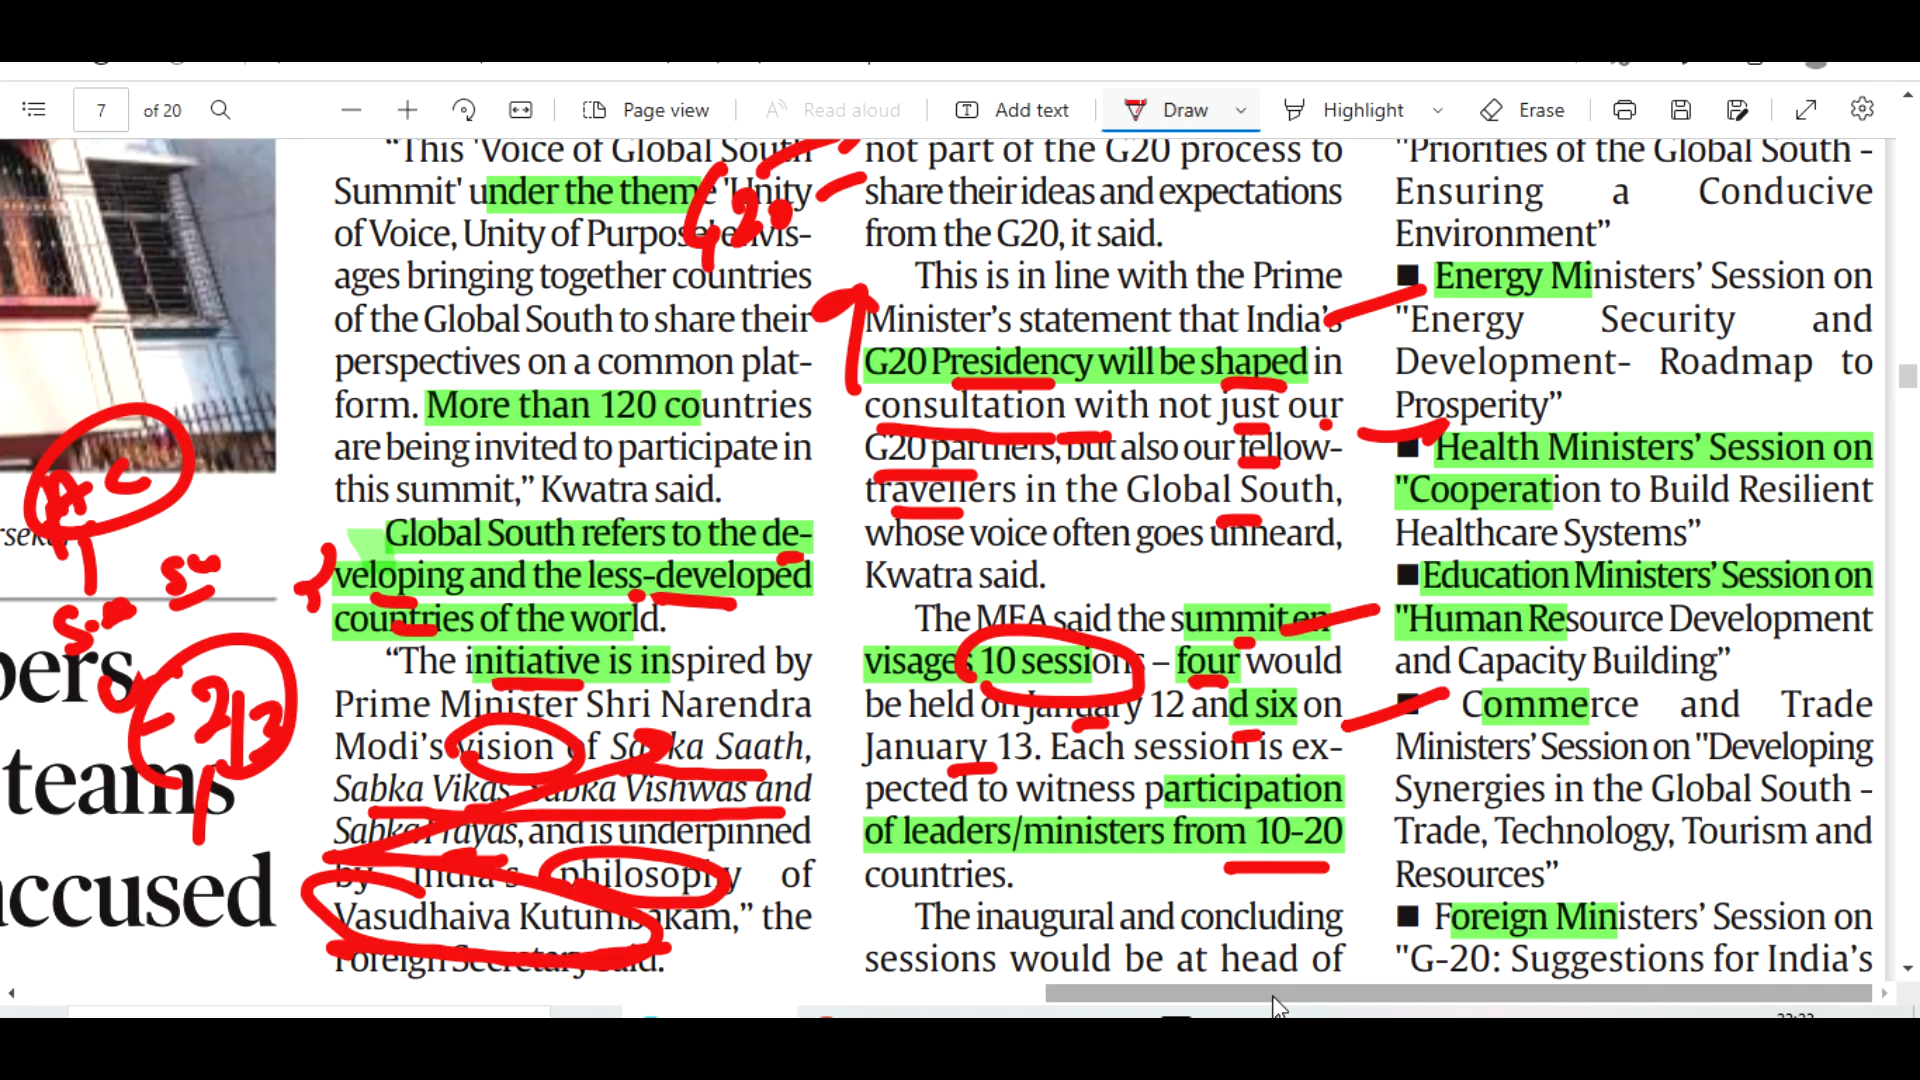 7 of 20 Page view Read aloud Add text Draw Highlight Erase
"This 'Voice of Global South
Summit' under the theme 'Unity
of Voice, Unity of Purpose' envis-
ages bringing together countries
of the Global South to share their
perspectives on a common plat-
form. More than 120 countries
are being invited to participate in
this summit,” Kwatra said.
Global South refers to the de-
veloping and the less-developed
countries of the world.
“The initiative is inspired by
Prime Minister Shri Narendra
Modi’s vision of Sabka Saath,
Sabka Vikas, Sabka Vishwas and
Sabka Prayas, and is underpinned
by India's philosophy of
Vasudhaiva Kutumbakam,” the
Foreign Secretary said.
not part of the G20 process to
share their ideas and expectations
from the G20, it said.
This is in line with the Prime
Minister’s statement that India’s
G20 Presidency will be shaped in
consultation with not just our
G20 partners, but also our fellow-
travellers in the Global South,
whose voice often goes unheard,
Kwatra said.
The MEA said the summit en
visages 10 sessions – four would
be held on January 12 and six on
January 13. Each session is ex-
pected to witness participation
of leaders/ministers from 10-20
countries.
The inaugural and concluding
sessions would be at head of
"Priorities of the Global South -
Ensuring a Conducive
Environment”
■ Energy Ministers’ Session on
"Energy Security and
Development- Roadmap to
Prosperity”
■ Health Ministers’ Session on
"Cooperation to Build Resilient
Healthcare Systems”
■ Education Ministers’ Session on
"Human Resource Development
and Capacity Building”
■ Commerce and Trade
Ministers’ Session on "Developing
Synergies in the Global South -
Trade, Technology, Tourism and
Resources”
■ Foreign Ministers’ Session on
"G-20: Suggestions for India’s
pers
teams
accused
G20
AC
2/3